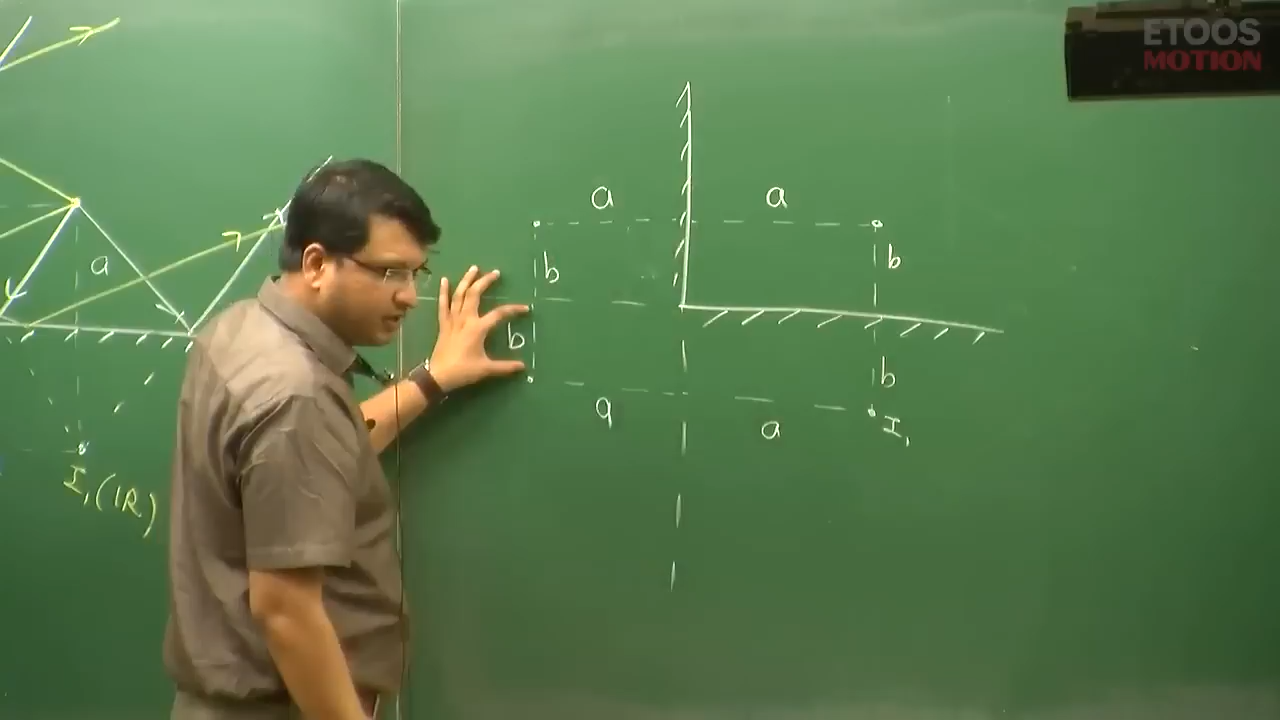 ETOOS
MOTION
a a
b b
a
b b
a a
I₁
I₁(IR)